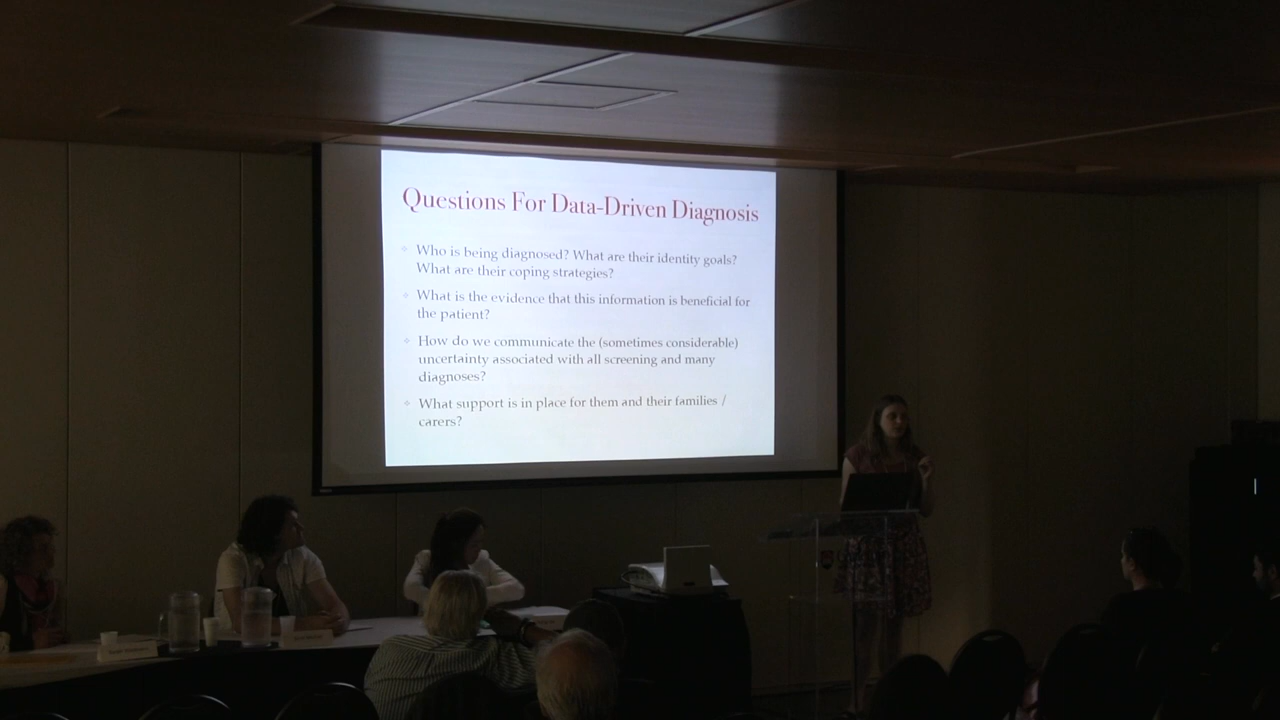 Questions For Data-Driven Diagnosis
Who is being diagnosed? What are their identity goals?
What are their coping strategies?
What is the evidence that this information is beneficial for
the patient?
How do we communicate the (sometimes considerable)
uncertainty associated with all screening and many
diagnoses?
What support is in place for them and their families /
carers?